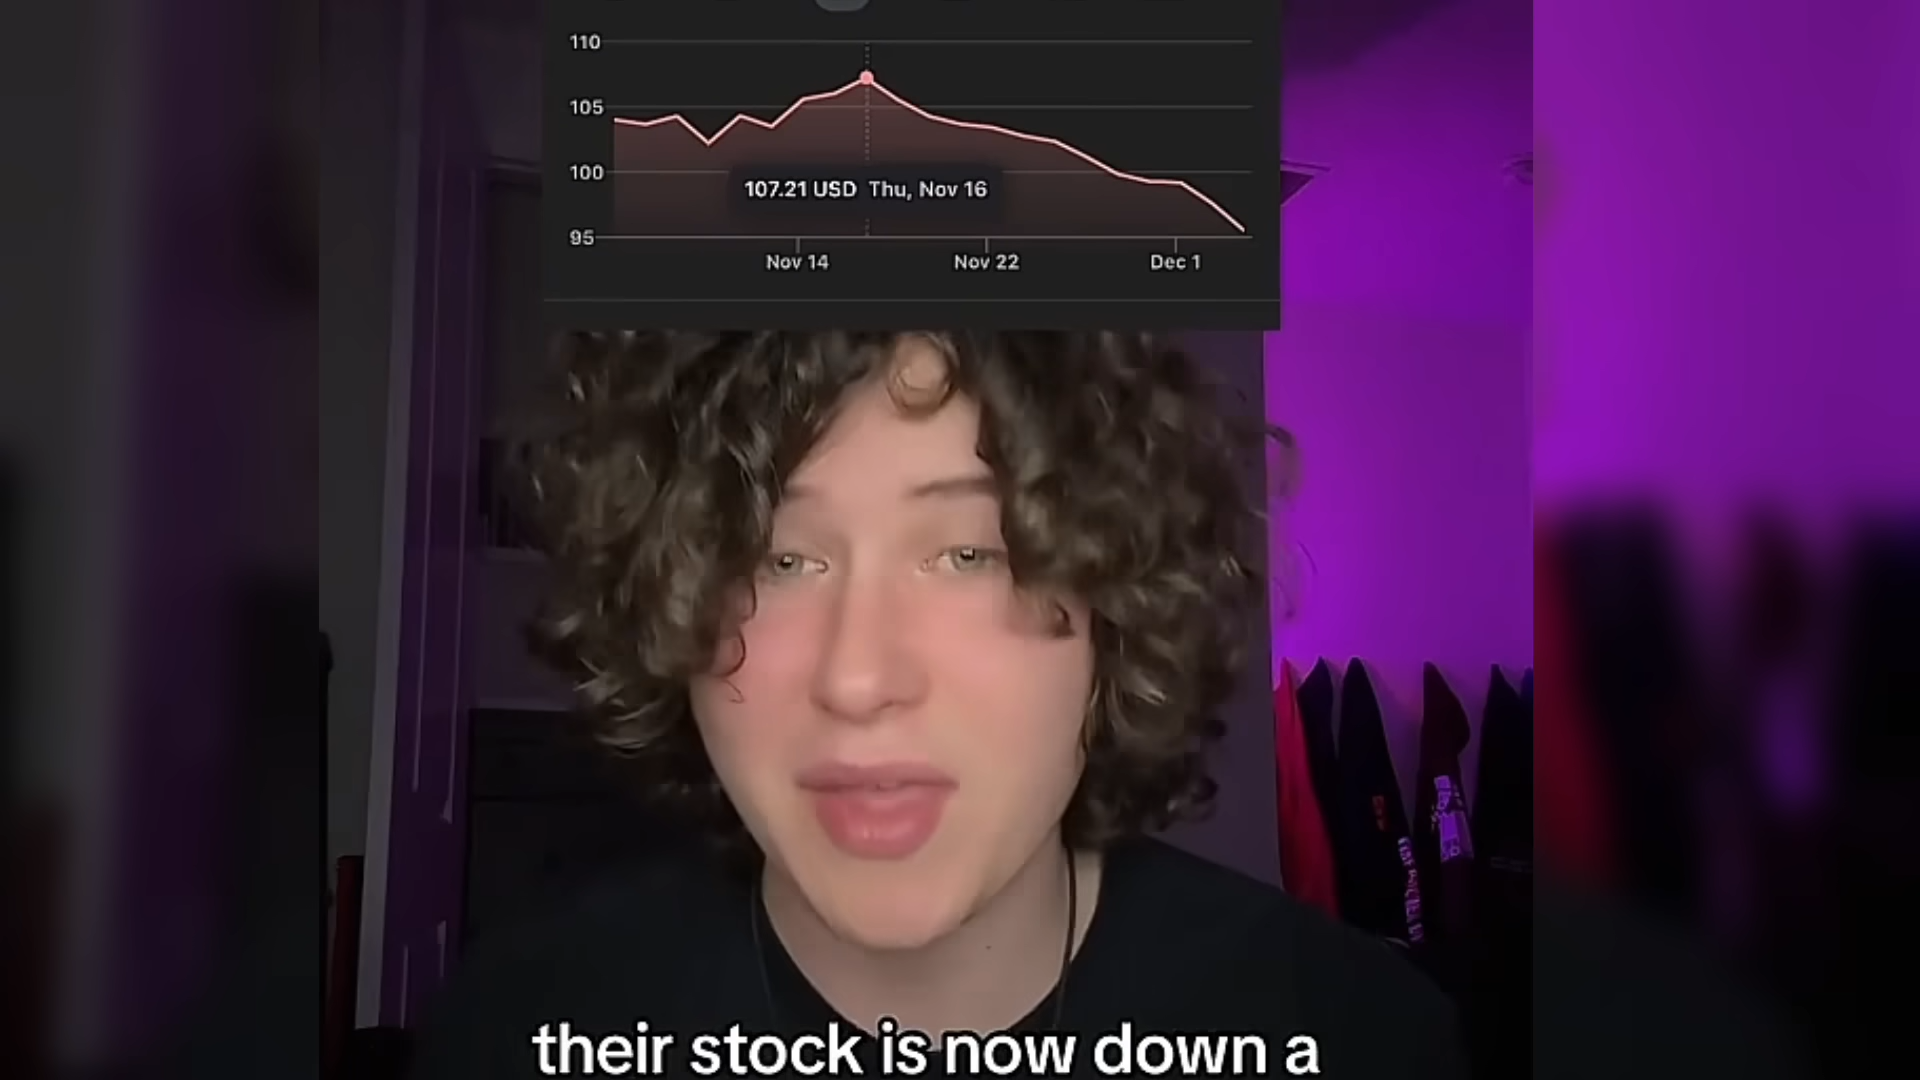 110
105
100
107.21 USD Thu, Nov 16
95
Nov 14 Nov 22 Dec 1
their stock is now down a